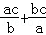 ac/b + bc/a